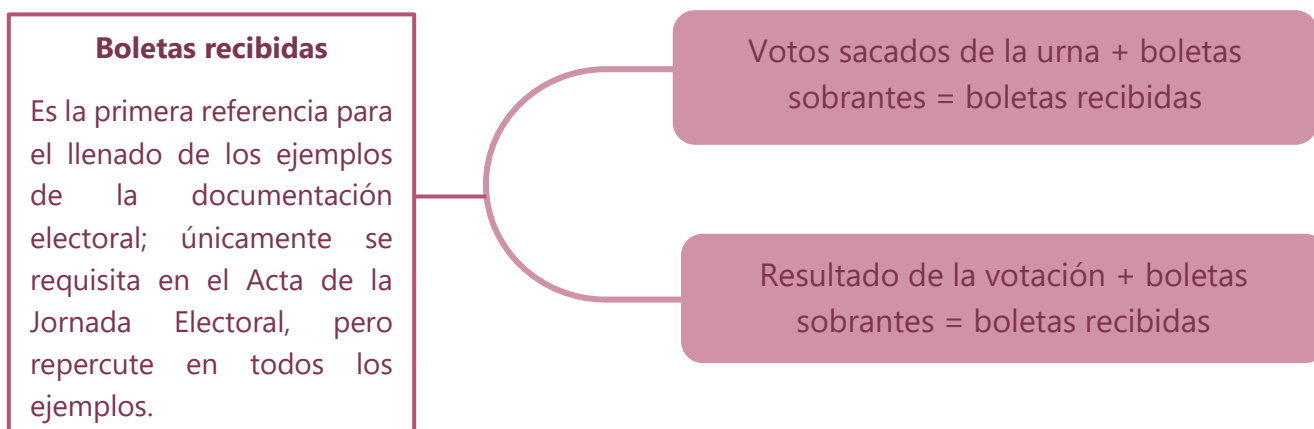 Boletas recibidas
Es la primera referencia para
el llenado de los ejemplos
de la documentación
electoral; únicamente se
requisita en el Acta de la
Jornada Electoral, pero
repercute en todos los
ejemplos.
Votos sacados de la urna + boletas
sobrantes = boletas recibidas
Resultado de la votación + boletas
sobrantes = boletas recibidas